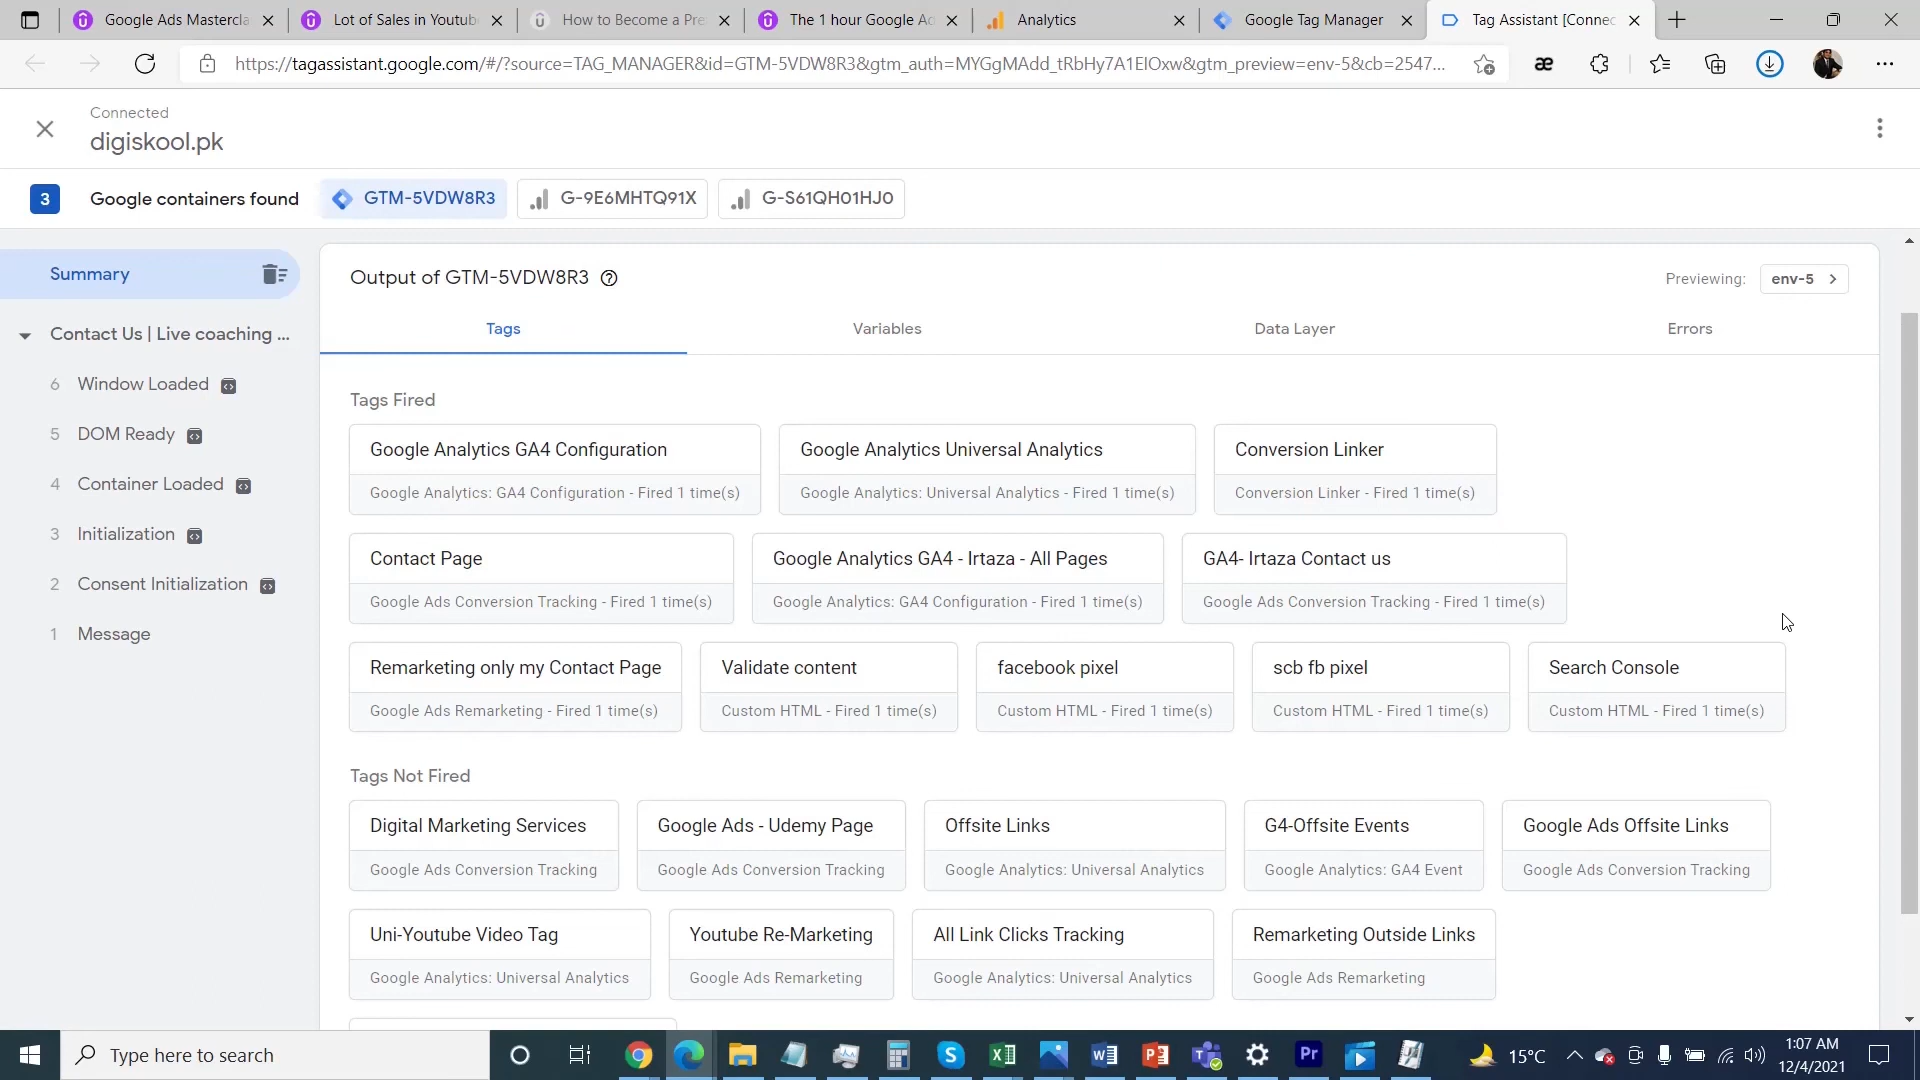 Google Ads Mastercla
Lot of Sales in Youtube
How to Become a Pre
The 1 hour Google Ad
Analytics
Google Tag Manager
Tag Assistant [Connec
https://tagassistant.google.com/#/?source=TAG_MANAGER&id=GTM-5VDW8R3&gtm_auth=MYGgMAdd_tRbHy7A1ElOxw&gtm_preview=env-5&cb=2547...
Connected
digiskool.pk
3 Google containers found GTM-5VDW8R3 G-9E6MHTQ91X G-S61QH01HJ0
Summary
Contact Us | Live coaching ...
6 Window Loaded
5 DOM Ready
4 Container Loaded
3 Initialization
2 Consent Initialization
1 Message
Output of GTM-5VDW8R3
Previewing: env-5
Tags Variables Data Layer Errors
Tags Fired
Google Analytics GA4 Configuration
Google Analytics: GA4 Configuration - Fired 1 time(s)
Google Analytics Universal Analytics
Google Analytics: Universal Analytics - Fired 1 time(s)
Conversion Linker
Conversion Linker - Fired 1 time(s)
Contact Page
Google Ads Conversion Tracking - Fired 1 time(s)
Google Analytics GA4 - Irtaza - All Pages
Google Analytics: GA4 Configuration - Fired 1 time(s)
GA4- Irtaza Contact us
Google Ads Conversion Tracking - Fired 1 time(s)
Remarketing only my Contact Page
Google Ads Remarketing - Fired 1 time(s)
Validate content
Custom HTML - Fired 1 time(s)
facebook pixel
Custom HTML - Fired 1 time(s)
scb fb pixel
Custom HTML - Fired 1 time(s)
Search Console
Custom HTML - Fired 1 time(s)
Tags Not Fired
Digital Marketing Services
Google Ads Conversion Tracking
Google Ads - Udemy Page
Google Ads Conversion Tracking
Offsite Links
Google Analytics: Universal Analytics
G4-Offsite Events
Google Analytics: GA4 Event
Google Ads Offsite Links
Google Ads Conversion Tracking
Uni-Youtube Video Tag
Google Analytics: Universal Analytics
Youtube Re-Marketing
Google Ads Remarketing
All Link Clicks Tracking
Google Analytics: Universal Analytics
Remarketing Outside Links
Google Ads Remarketing
Type here to search
15°C
1:07 AM
12/4/2021